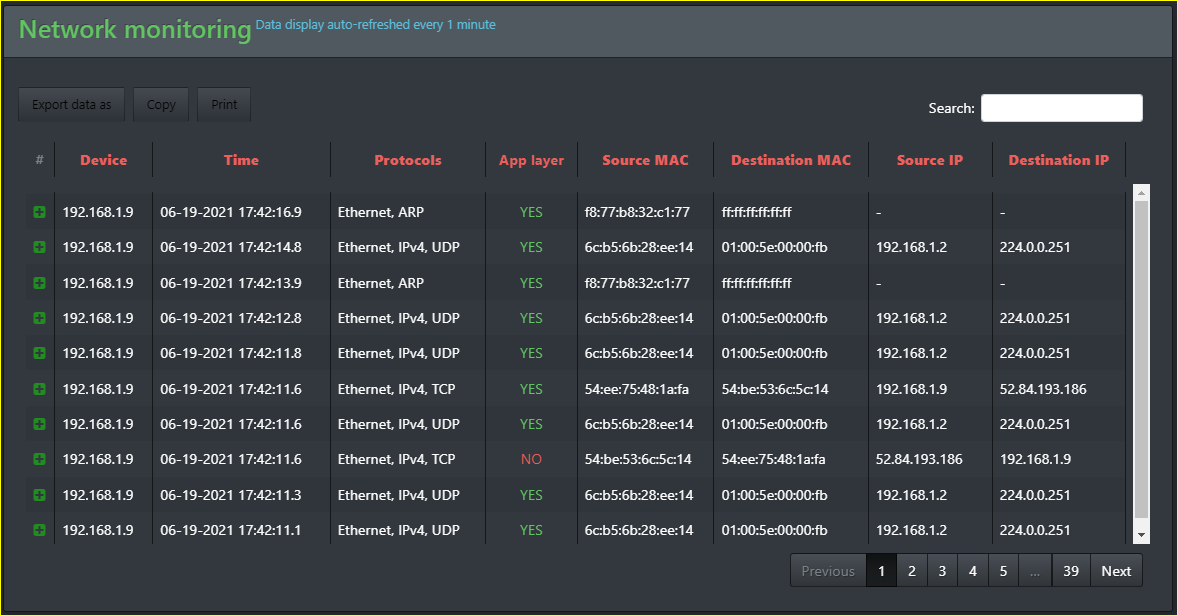 Network monitoring Data display auto-refreshed every 1 minute
Export data as Copy Print Search:
# Device Time Protocols App layer Source MAC Destination MAC Source IP Destination IP
192.168.1.9 06-19-2021 17:42:16.9 Ethernet, ARP YES f8:77:b8:32:c1:77 ff:ff:ff:ff:ff:ff - -
192.168.1.9 06-19-2021 17:42:14.8 Ethernet, IPv4, UDP YES 6c:b5:6b:28:ee:14 01:00:5e:00:00:fb 192.168.1.2 224.0.0.251
192.168.1.9 06-19-2021 17:42:13.9 Ethernet, ARP YES f8:77:b8:32:c1:77 ff:ff:ff:ff:ff:ff - -
192.168.1.9 06-19-2021 17:42:12.8 Ethernet, IPv4, UDP YES 6c:b5:6b:28:ee:14 01:00:5e:00:00:fb 192.168.1.2 224.0.0.251
192.168.1.9 06-19-2021 17:42:11.8 Ethernet, IPv4, UDP YES 6c:b5:6b:28:ee:14 01:00:5e:00:00:fb 192.168.1.2 224.0.0.251
192.168.1.9 06-19-2021 17:42:11.6 Ethernet, IPv4, TCP YES 54:ee:75:48:1a:fa 54:be:53:6c:5c:14 192.168.1.9 52.84.193.186
192.168.1.9 06-19-2021 17:42:11.6 Ethernet, IPv4, UDP YES 6c:b5:6b:28:ee:14 01:00:5e:00:00:fb 192.168.1.2 224.0.0.251
192.168.1.9 06-19-2021 17:42:11.6 Ethernet, IPv4, TCP NO 54:be:53:6c:5c:14 54:ee:75:48:1a:fa 52.84.193.186 192.168.1.9
192.168.1.9 06-19-2021 17:42:11.3 Ethernet, IPv4, UDP YES 6c:b5:6b:28:ee:14 01:00:5e:00:00:fb 192.168.1.2 224.0.0.251
192.168.1.9 06-19-2021 17:42:11.1 Ethernet, IPv4, UDP YES 6c:b5:6b:28:ee:14 01:00:5e:00:00:fb 192.168.1.2 224.0.0.251
Previous 1 2 3 4 5 ... 39 Next